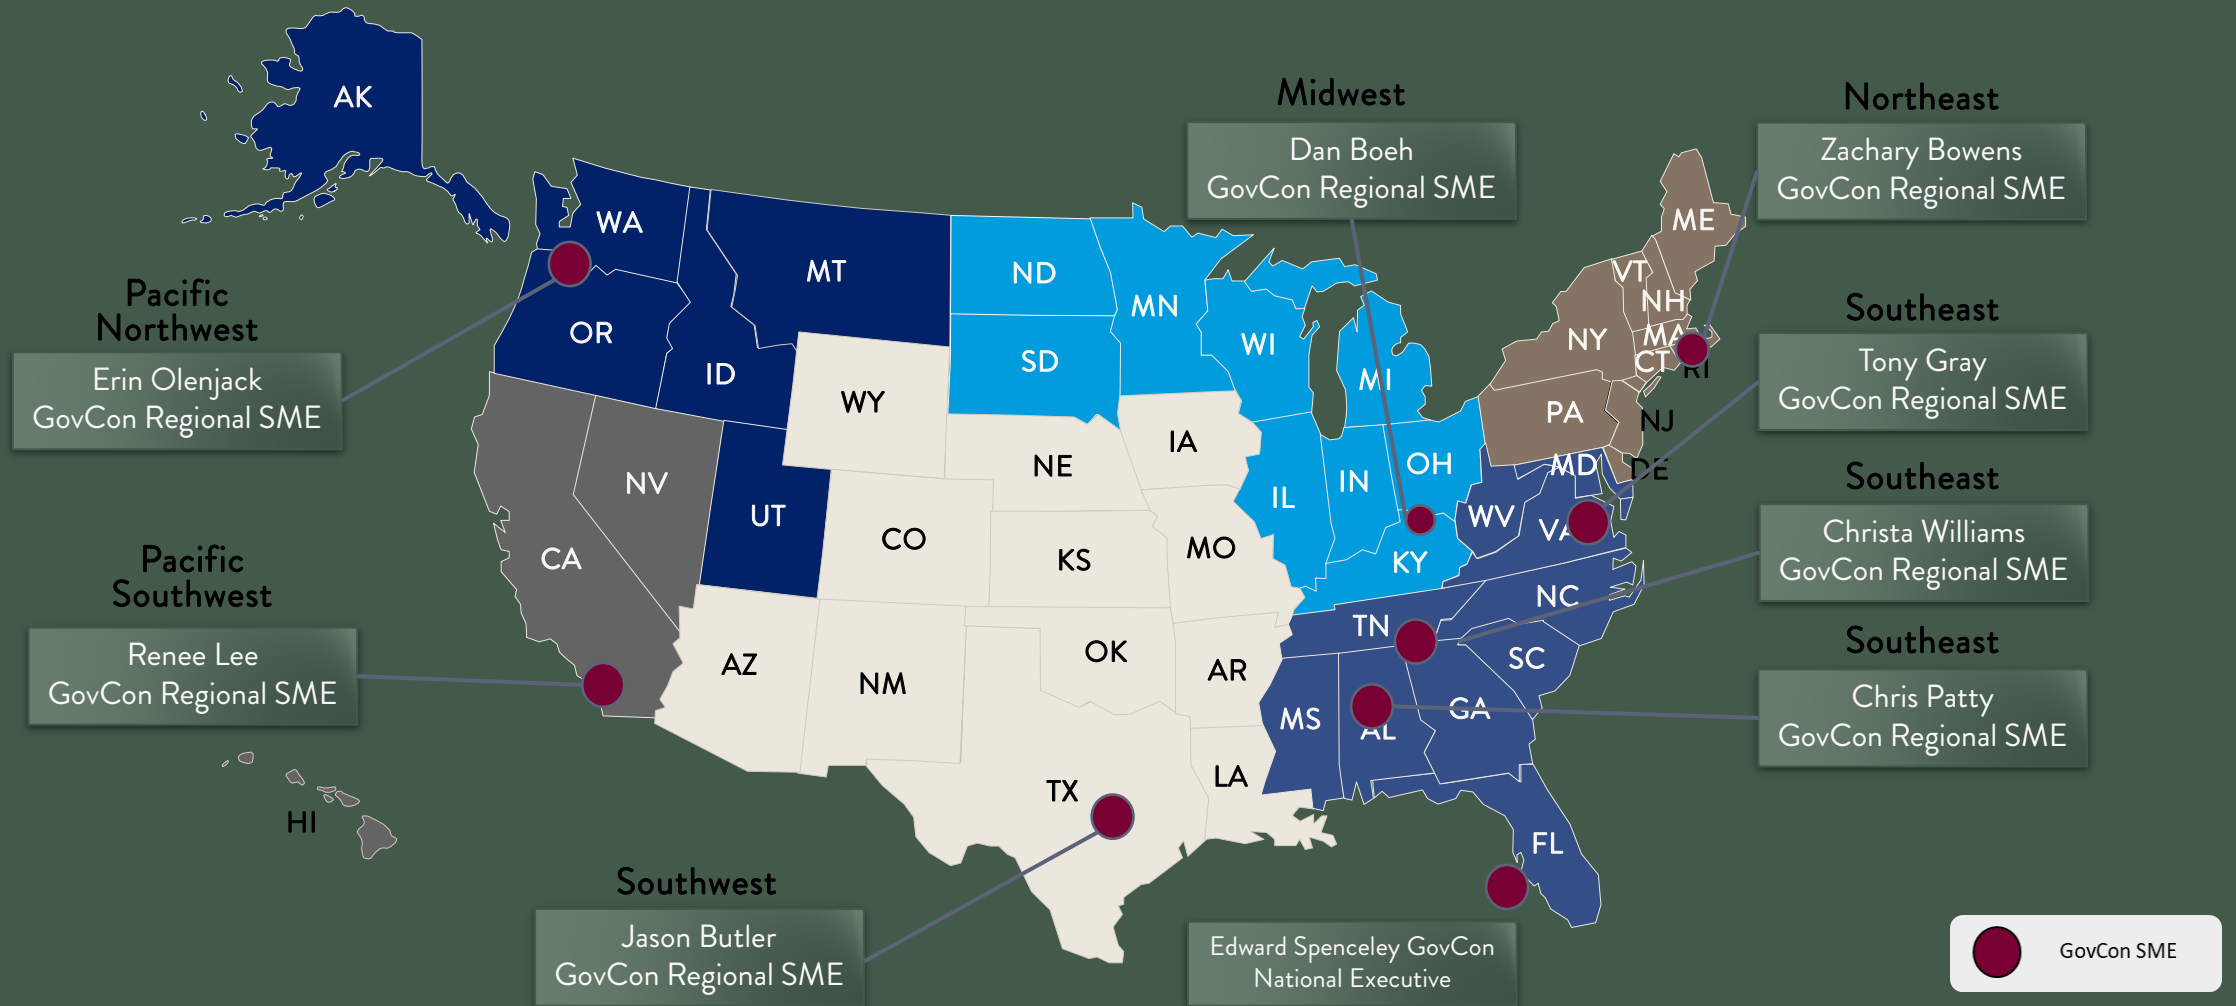 AK
Midwest
Dan Boeh
GovCon Regional SME
Northeast
Zachary Bowens
GovCon Regional SME
Pacific
Northwest
Erin Olenjack
GovCon Regional SME
Southeast
Tony Gray
GovCon Regional SME
Southeast
Christa Williams
GovCon Regional SME
Southeast
Chris Patty
GovCon Regional SME
Pacific
Southwest
Renee Lee
GovCon Regional SME
Southwest
Jason Butler
GovCon Regional SME
Edward Spenceley GovCon
National Executive
WA
OR
ID
MT
WY
UT
NV
CA
HI
AZ
NM
CO
ND
SD
NE
KS
OK
TX
MN
IA
MO
AR
LA
WI
IL
IN
MI
OH
KY
TN
MS
AL
GA
FL
SC
NC
VA
WV
MD
DE
PA
NJ
NY
CT
RI
MA
VT
NH
ME
GovCon SME